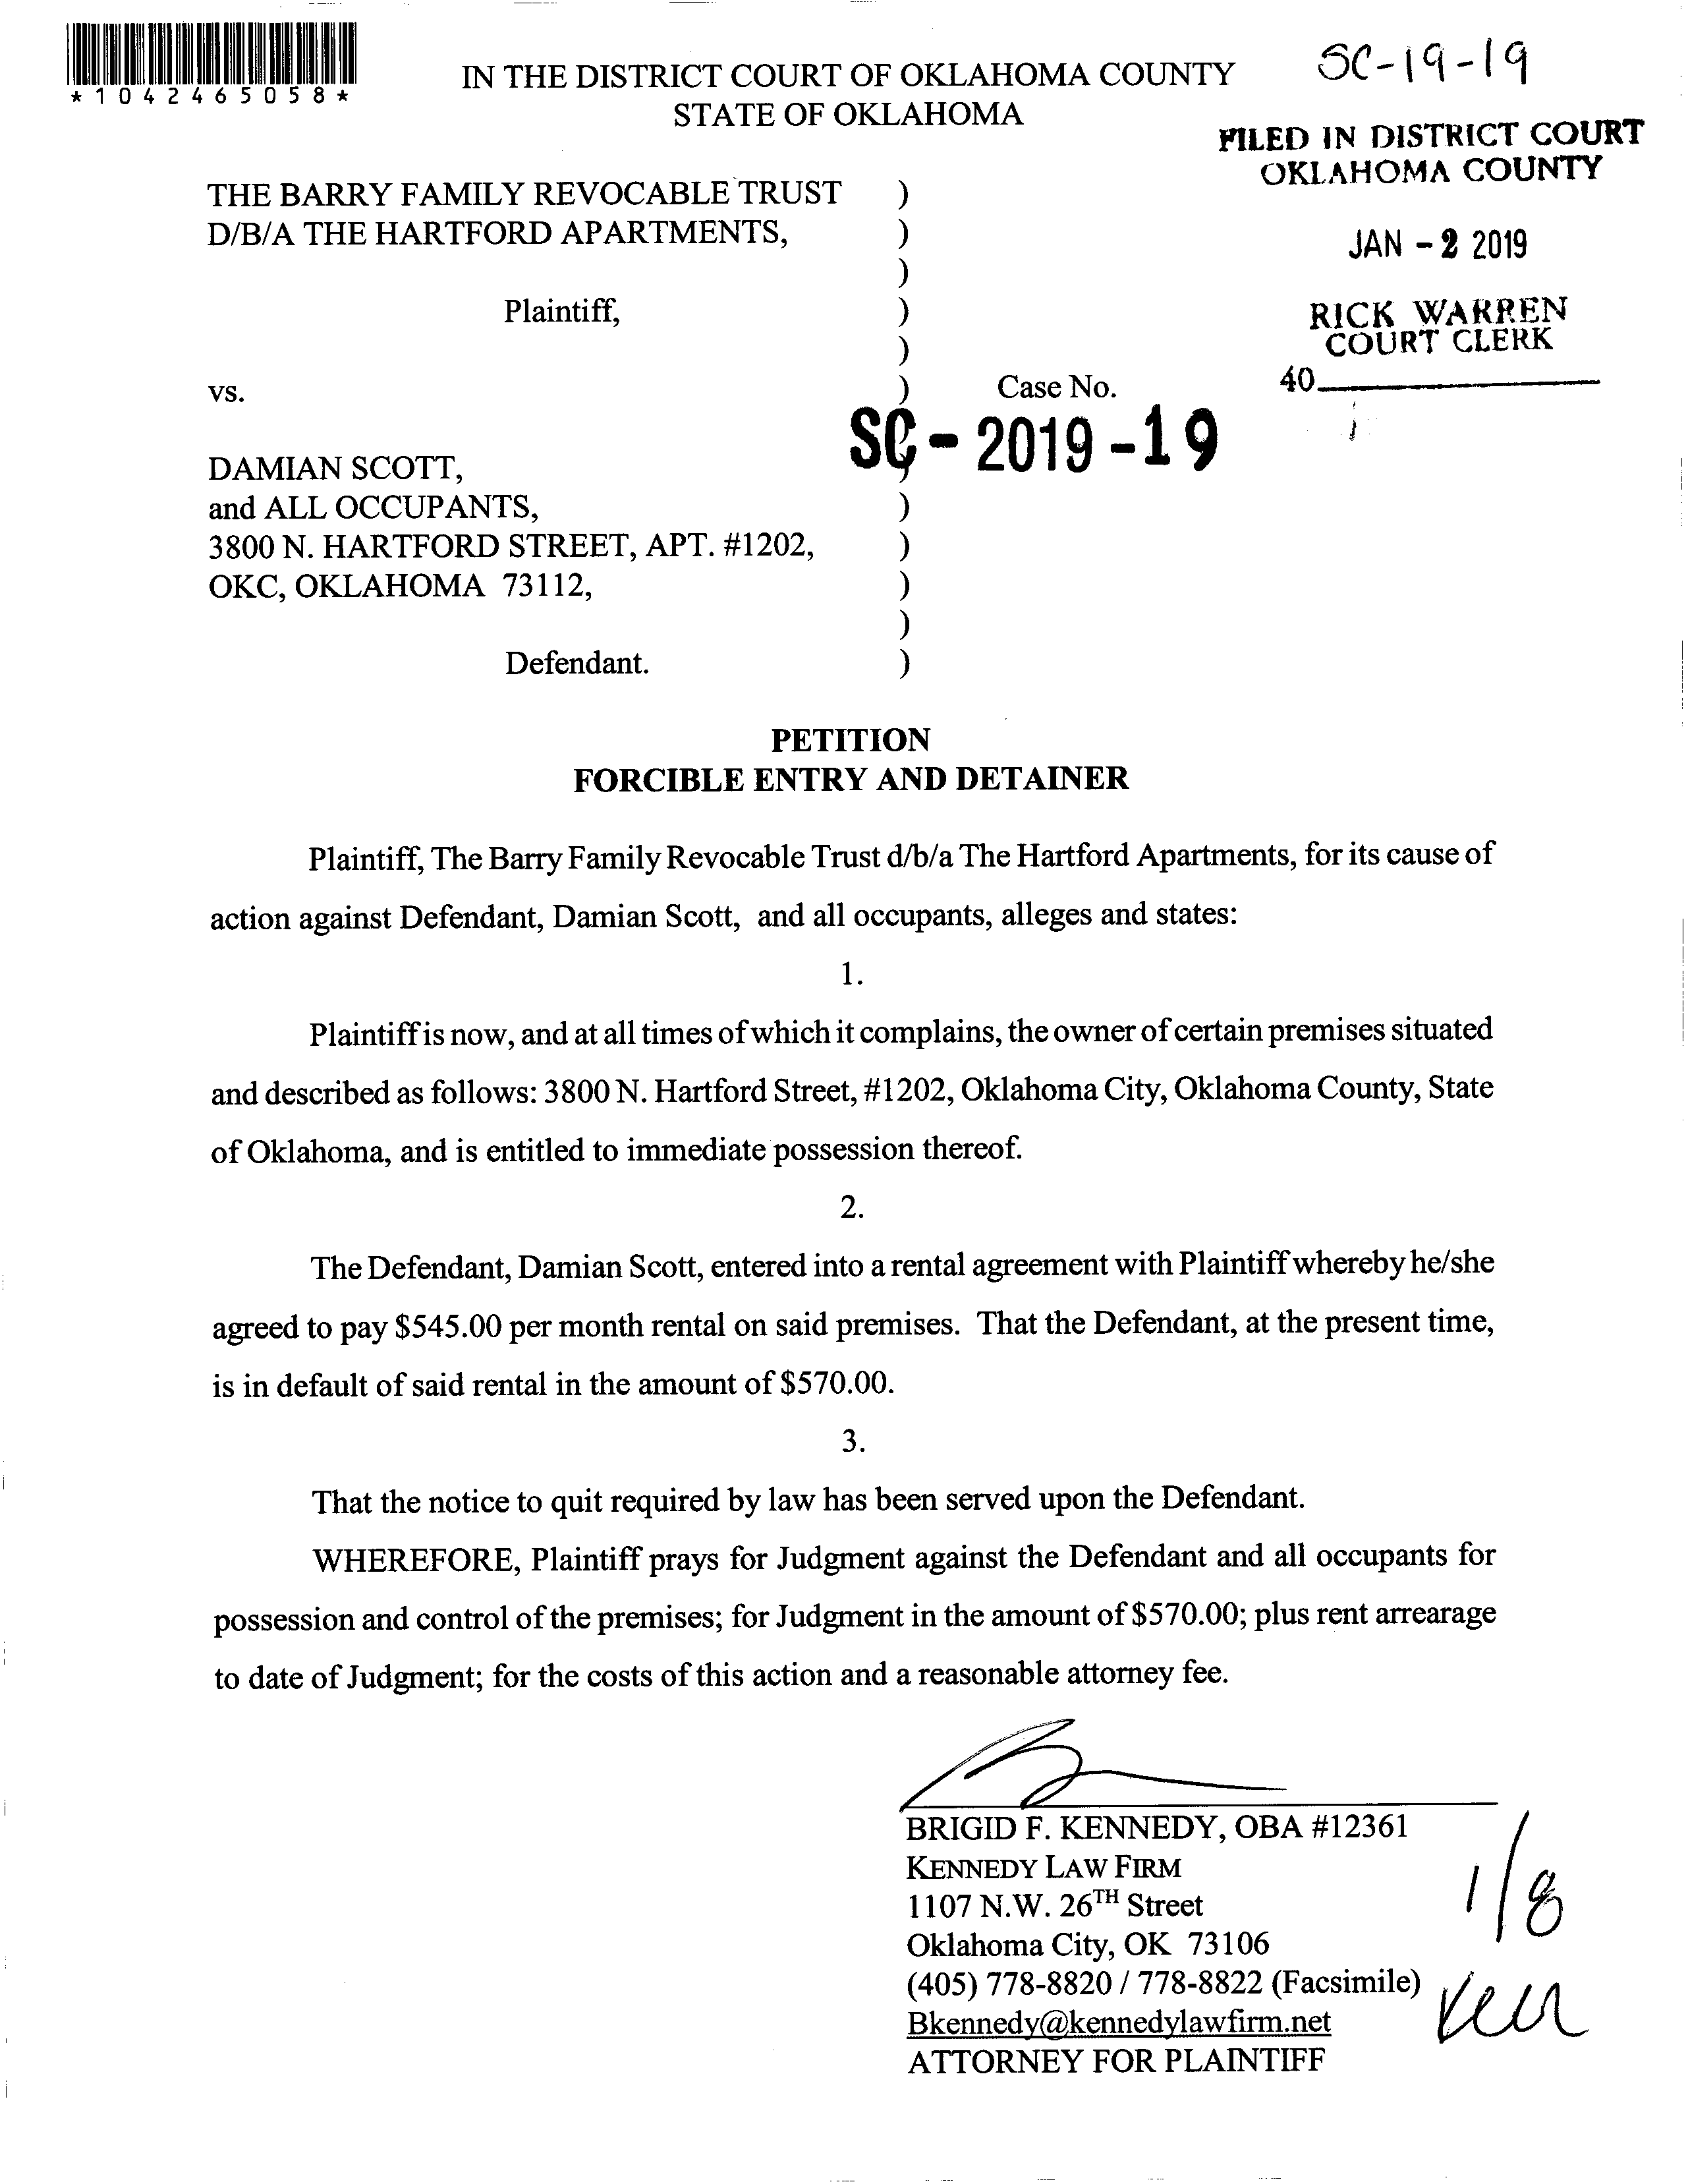 *1042465058*
IN THE DISTRICT COURT OF OKLAHOMA COUNTY
STATE OF OKLAHOMA
SC-19-19
FILED IN DISTRICT COURT
OKLAHOMA COUNTY
JAN - 2 2019
RICK WARREN
COURT CLERK
40
THE BARRY FAMILY REVOCABLE TRUST )
D/B/A THE HARTFORD APARTMENTS, )
)
Plaintiff, )
)
vs. ) Case No.
SC - 2019 - 19
DAMIAN SCOTT, )
and ALL OCCUPANTS, )
3800 N. HARTFORD STREET, APT. #1202, )
OKC, OKLAHOMA 73112, )
)
Defendant. )
PETITION
FORCIBLE ENTRY AND DETAINER
Plaintiff, The Barry Family Revocable Trust d/b/a The Hartford Apartments, for its cause of
action against Defendant, Damian Scott, and all occupants, alleges and states:
1.
Plaintiff is now, and at all times of which it complains, the owner of certain premises situated
and described as follows: 3800 N. Hartford Street, #1202, Oklahoma City, Oklahoma County, State
of Oklahoma, and is entitled to immediate possession thereof.
2.
The Defendant, Damian Scott, entered into a rental agreement with Plaintiff whereby he/she
agreed to pay $545.00 per month rental on said premises. That the Defendant, at the present time,
is in default of said rental in the amount of $570.00.
3.
That the notice to quit required by law has been served upon the Defendant.
WHEREFORE, Plaintiff prays for Judgment against the Defendant and all occupants for
possession and control of the premises; for Judgment in the amount of $570.00; plus rent arrearage
to date of Judgment; for the costs of this action and a reasonable attorney fee.
BRIGID F. KENNEDY, OBA #12361
KENNEDY LAW FIRM
1107 N.W. 26TH Street
Oklahoma City, OK 73106
(405) 778-8820 / 778-8822 (Facsimile)
Bkennedy@kennedylawfirm.net
ATTORNEY FOR PLAINTIFF
1/8